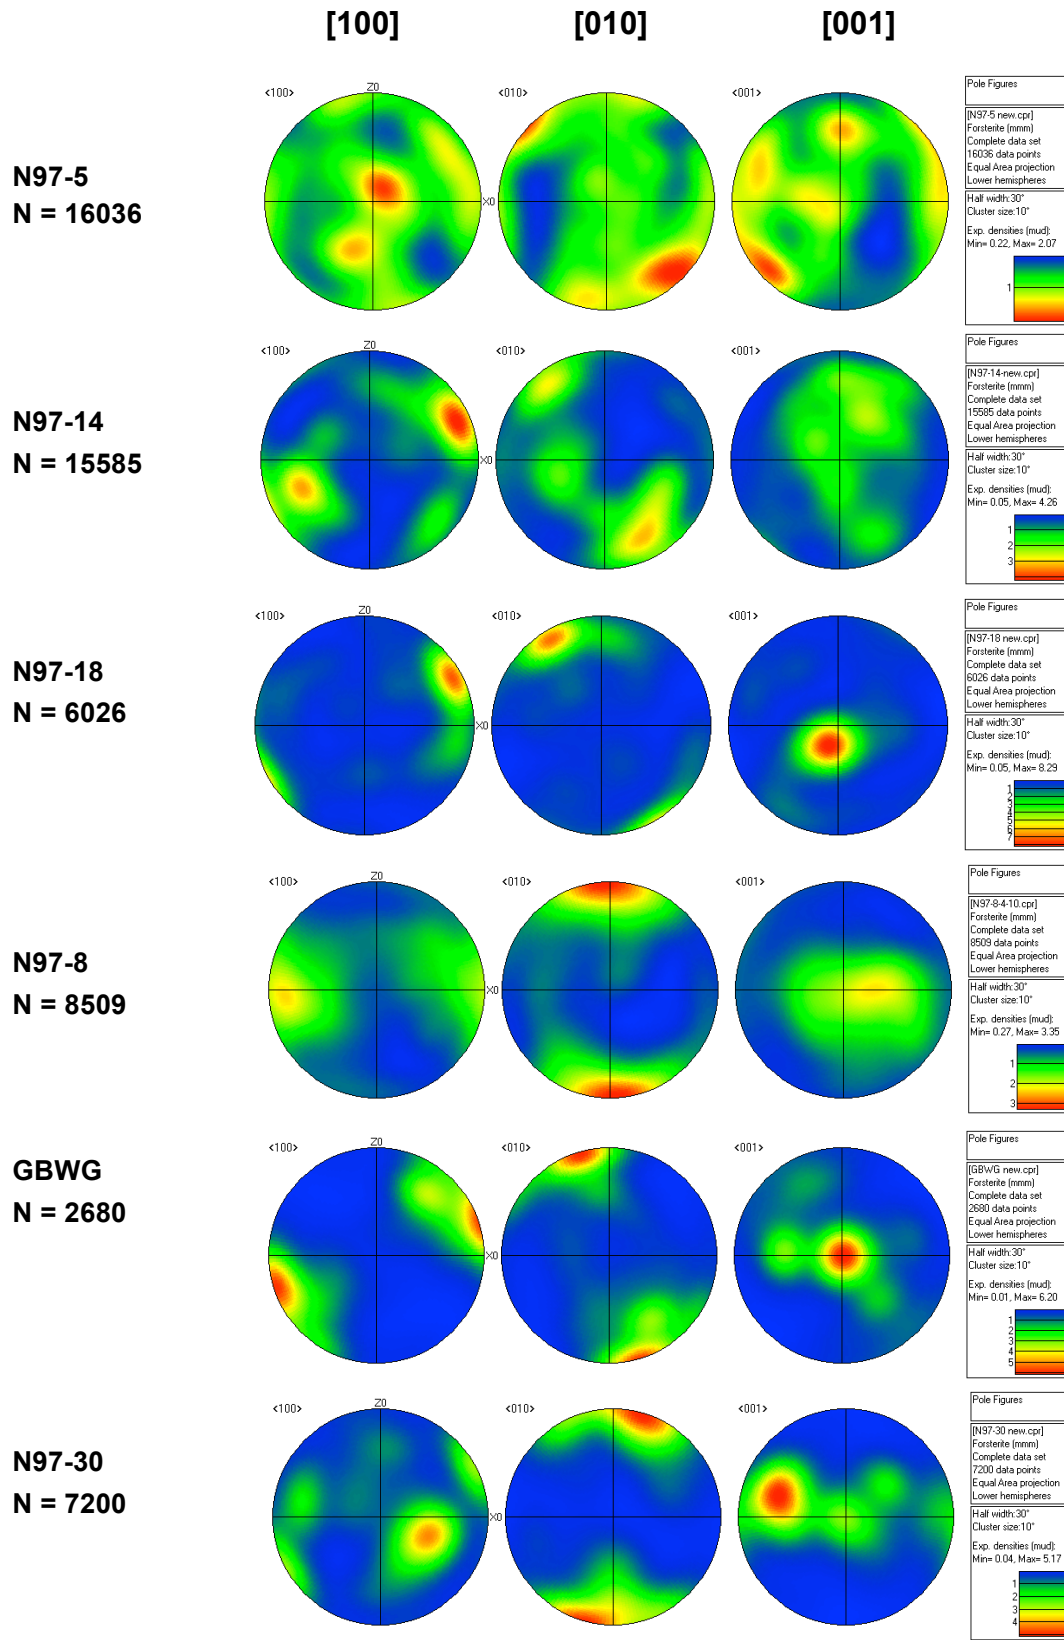 [100] [010] [001]
N97-5
N = 16036
<100> Z0 X0
<010>
<001>
Pole Figures
[N97-5 new.cpr]
Forsterite (mmm)
Complete data set
16036 data points
Equal Area projection
Lower hemispheres
Half width:30°
Cluster size:10°
Exp. densities (mud):
Min= 0.22, Max= 2.07
1
N97-14
N = 15585
<100> Z0 X0
<010>
<001>
Pole Figures
[N97-14-new.cpr]
Forsterite (mmm)
Complete data set
15585 data points
Equal Area projection
Lower hemispheres
Half width:30°
Cluster size:10°
Exp. densities (mud):
Min= 0.05, Max= 4.26
1
2
3
N97-18
N = 6026
<100> Z0 X0
<010>
<001>
Pole Figures
[N97-18 new.cpr]
Forsterite (mmm)
Complete data set
6026 data points
Equal Area projection
Lower hemispheres
Half width:30°
Cluster size:10°
Exp. densities (mud):
Min= 0.05, Max= 8.29
1
2
3
4
5
6
7
N97-8
N = 8509
<100> Z0 X0
<010>
<001>
Pole Figures
[N97-8-4-10.cpr]
Forsterite (mmm)
Complete data set
8509 data points
Equal Area projection
Lower hemispheres
Half width:30°
Cluster size:10°
Exp. densities (mud):
Min= 0.27, Max= 3.35
1
2
3
GBWG
N = 2680
<100> Z0 X0
<010>
<001>
Pole Figures
[GBWG new.cpr]
Forsterite (mmm)
Complete data set
2680 data points
Equal Area projection
Lower hemispheres
Half width:30°
Cluster size:10°
Exp. densities (mud):
Min= 0.01, Max= 6.20
1
2
3
4
5
N97-30
N = 7200
<100> Z0 X0
<010>
<001>
Pole Figures
[N97-30 new.cpr]
Forsterite (mmm)
Complete data set
7200 data points
Equal Area projection
Lower hemispheres
Half width:30°
Cluster size:10°
Exp. densities (mud):
Min= 0.04, Max= 5.17
1
2
3
4